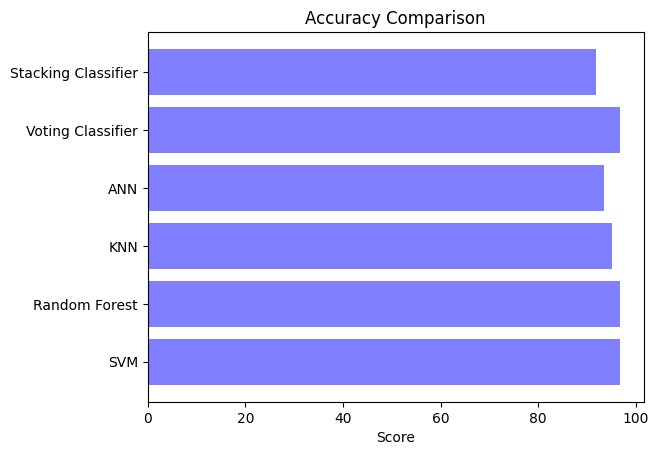 Accuracy Comparison
Stacking Classifier
Voting Classifier
ANN
KNN
Random Forest
SVM
0 20 40 60 80 100
Score